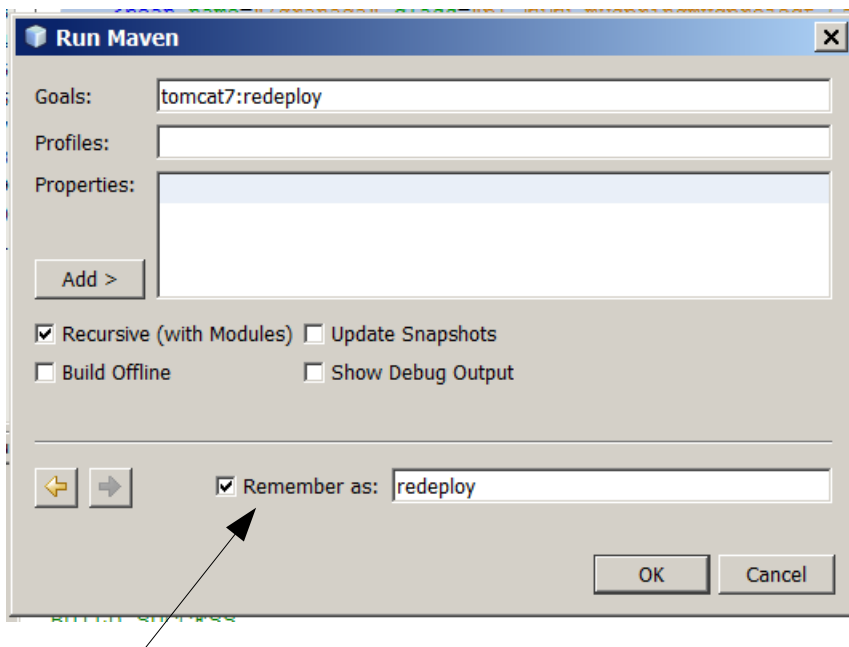 Run Maven
Goals: tomcat7:redeploy
Profiles:
Properties:
Add >
Recursive (with Modules) Update Snapshots
Build Offline Show Debug Output
Remember as: redeploy
OK Cancel